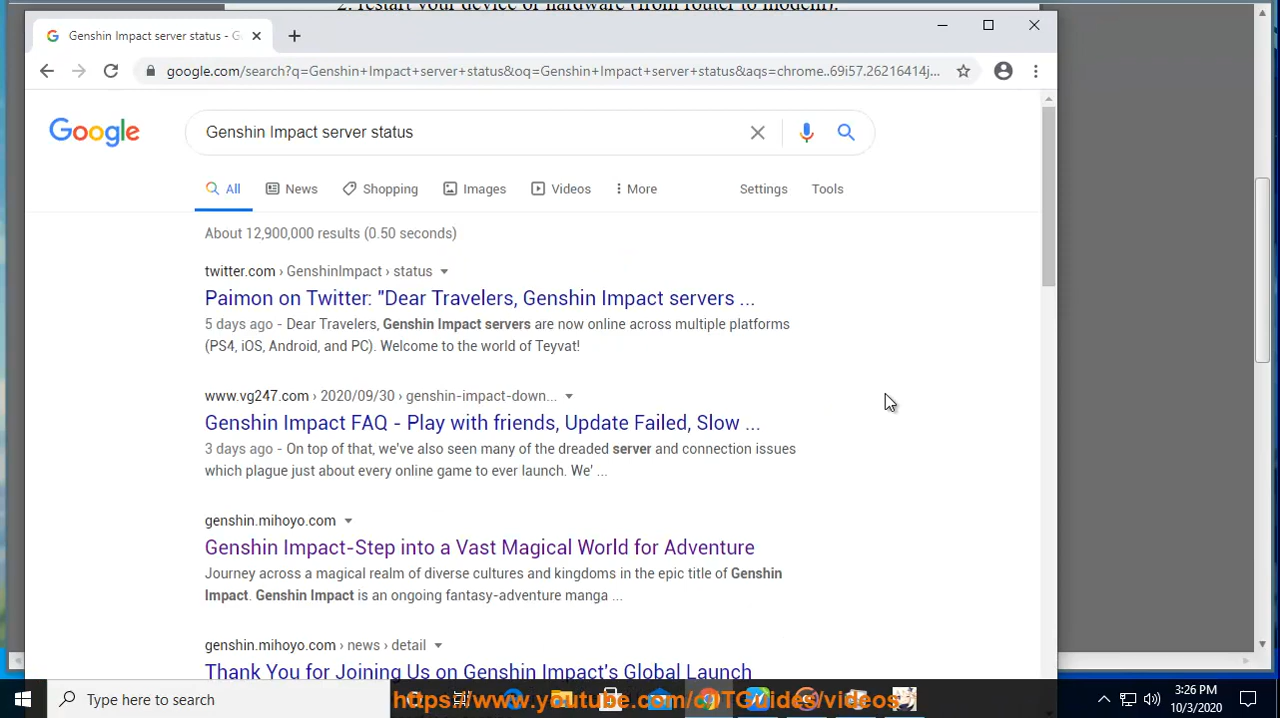 2. restart your device or hardware (from router to modem).
Genshin Impact server status - G
google.com/search?q=Genshin+Impact+server+status&oq=Genshin+Impact+server+status&aqs=chrome..69i57.26216414j...
Google
Genshin Impact server status
All
News
Shopping
Images
Videos
More
Settings
Tools
About 12,900,000 results (0.50 seconds)
twitter.com › GenshinImpact › status
Paimon on Twitter: "Dear Travelers, Genshin Impact servers ...
5 days ago - Dear Travelers, Genshin Impact servers are now online across multiple platforms
(PS4, iOS, Android, and PC). Welcome to the world of Teyvat!
www.vg247.com › 2020/09/30 › genshin-impact-down...
Genshin Impact FAQ - Play with friends, Update Failed, Slow ...
3 days ago - On top of that, we've also seen many of the dreaded server and connection issues
which plague just about every online game to ever launch. We' ...
genshin.mihoyo.com
Genshin Impact-Step into a Vast Magical World for Adventure
Journey across a magical realm of diverse cultures and kingdoms in the epic title of Genshin
Impact. Genshin Impact is an ongoing fantasy-adventure manga ...
genshin.mihoyo.com › news › detail
Thank You for Joining Us on Genshin Impact's Global Launch
Type here to search
https://www.youtube.com/c/ITGuides/videos
3:26 PM
10/3/2020